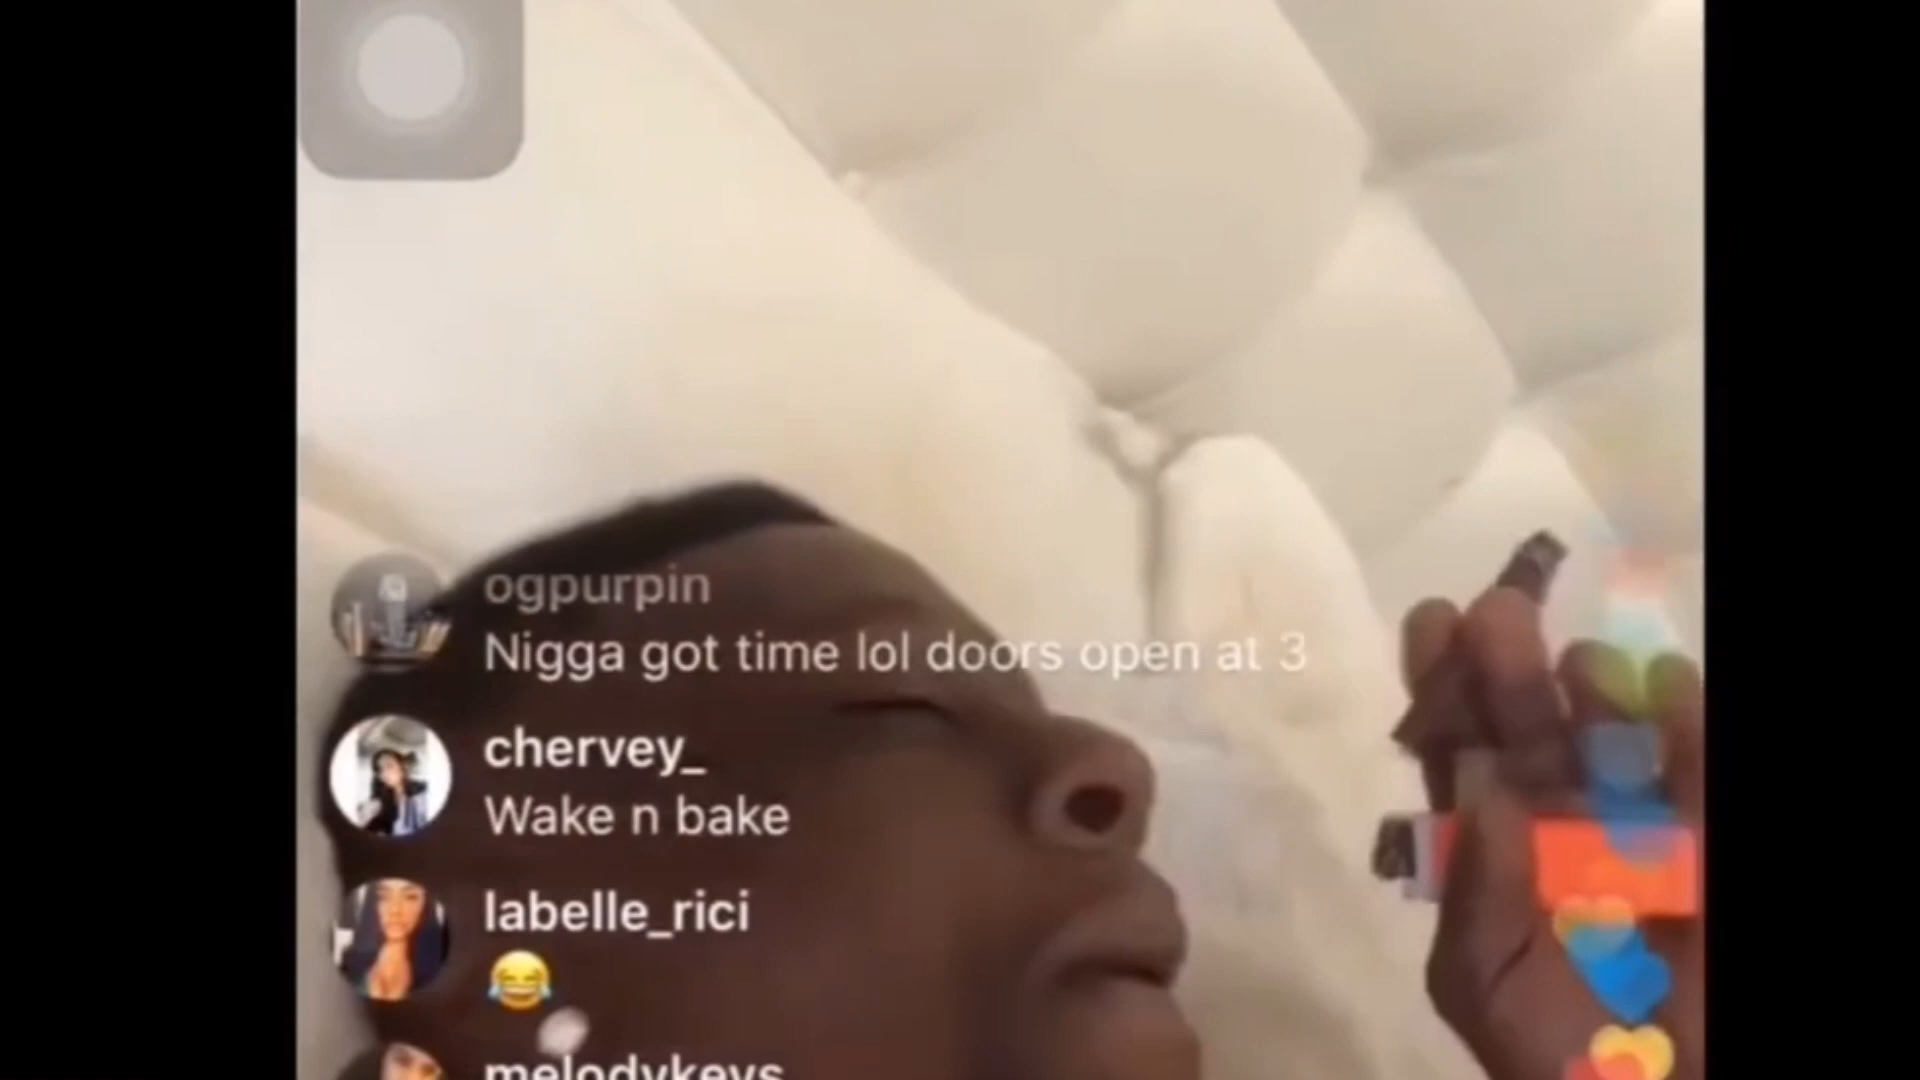 ogpurpin
Nigga got time lol doors open at 3
chervey_
Wake n bake
labelle_rici
😂
melodykeys